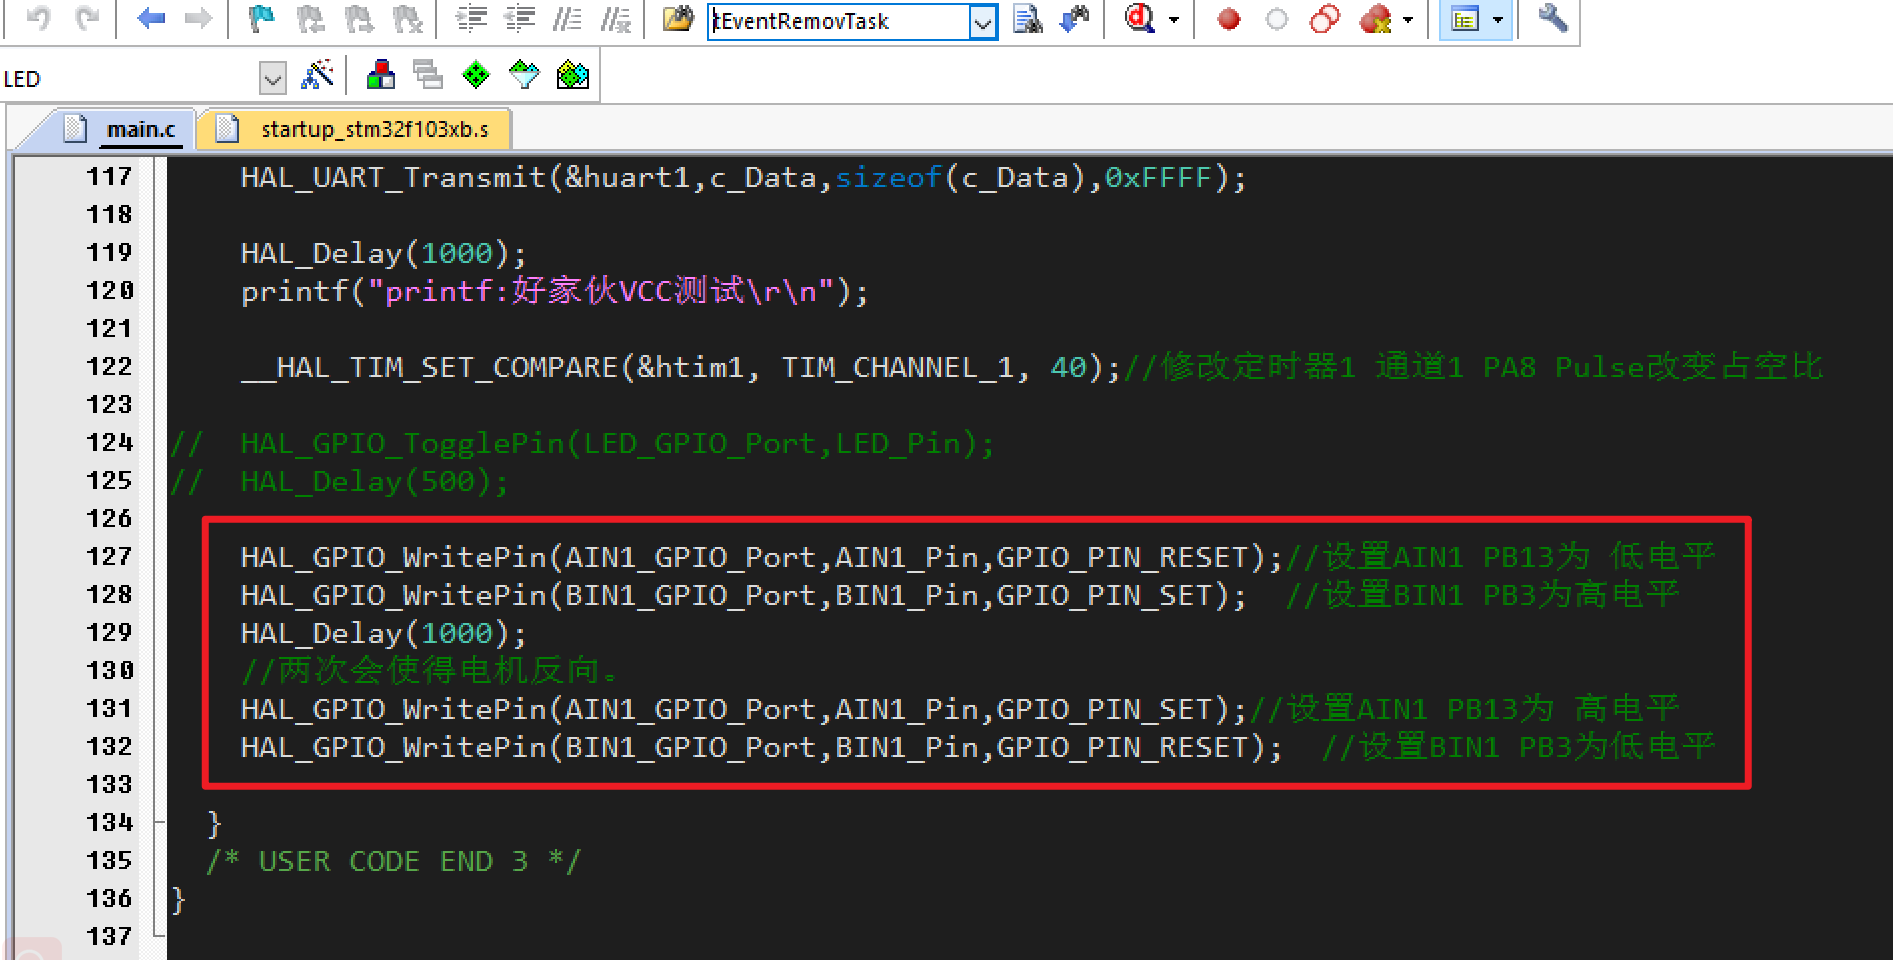 tEventRemovTask
LED
main.c
startup_stm32f103xb.s
117 HAL_UART_Transmit(&huart1,c_Data,sizeof(c_Data),0xFFFF);
118
119 HAL_Delay(1000);
120 printf("printf:好家伙VCC测试\r\n");
121
122 __HAL_TIM_SET_COMPARE(&htim1, TIM_CHANNEL_1, 40);//修改定时器1 通道1 PA8 Pulse改变占空比
123
124 // HAL_GPIO_TogglePin(LED_GPIO_Port,LED_Pin);
125 // HAL_Delay(500);
126
127 HAL_GPIO_WritePin(AIN1_GPIO_Port,AIN1_Pin,GPIO_PIN_RESET);//设置AIN1 PB13为 低电平
128 HAL_GPIO_WritePin(BIN1_GPIO_Port,BIN1_Pin,GPIO_PIN_SET); //设置BIN1 PB3为高电平
129 HAL_Delay(1000);
130 //两次会使得电机反向。
131 HAL_GPIO_WritePin(AIN1_GPIO_Port,AIN1_Pin,GPIO_PIN_SET);//设置AIN1 PB13为 高电平
132 HAL_GPIO_WritePin(BIN1_GPIO_Port,BIN1_Pin,GPIO_PIN_RESET); //设置BIN1 PB3为低电平
133
134 }
135 /* USER CODE END 3 */
136 }
137